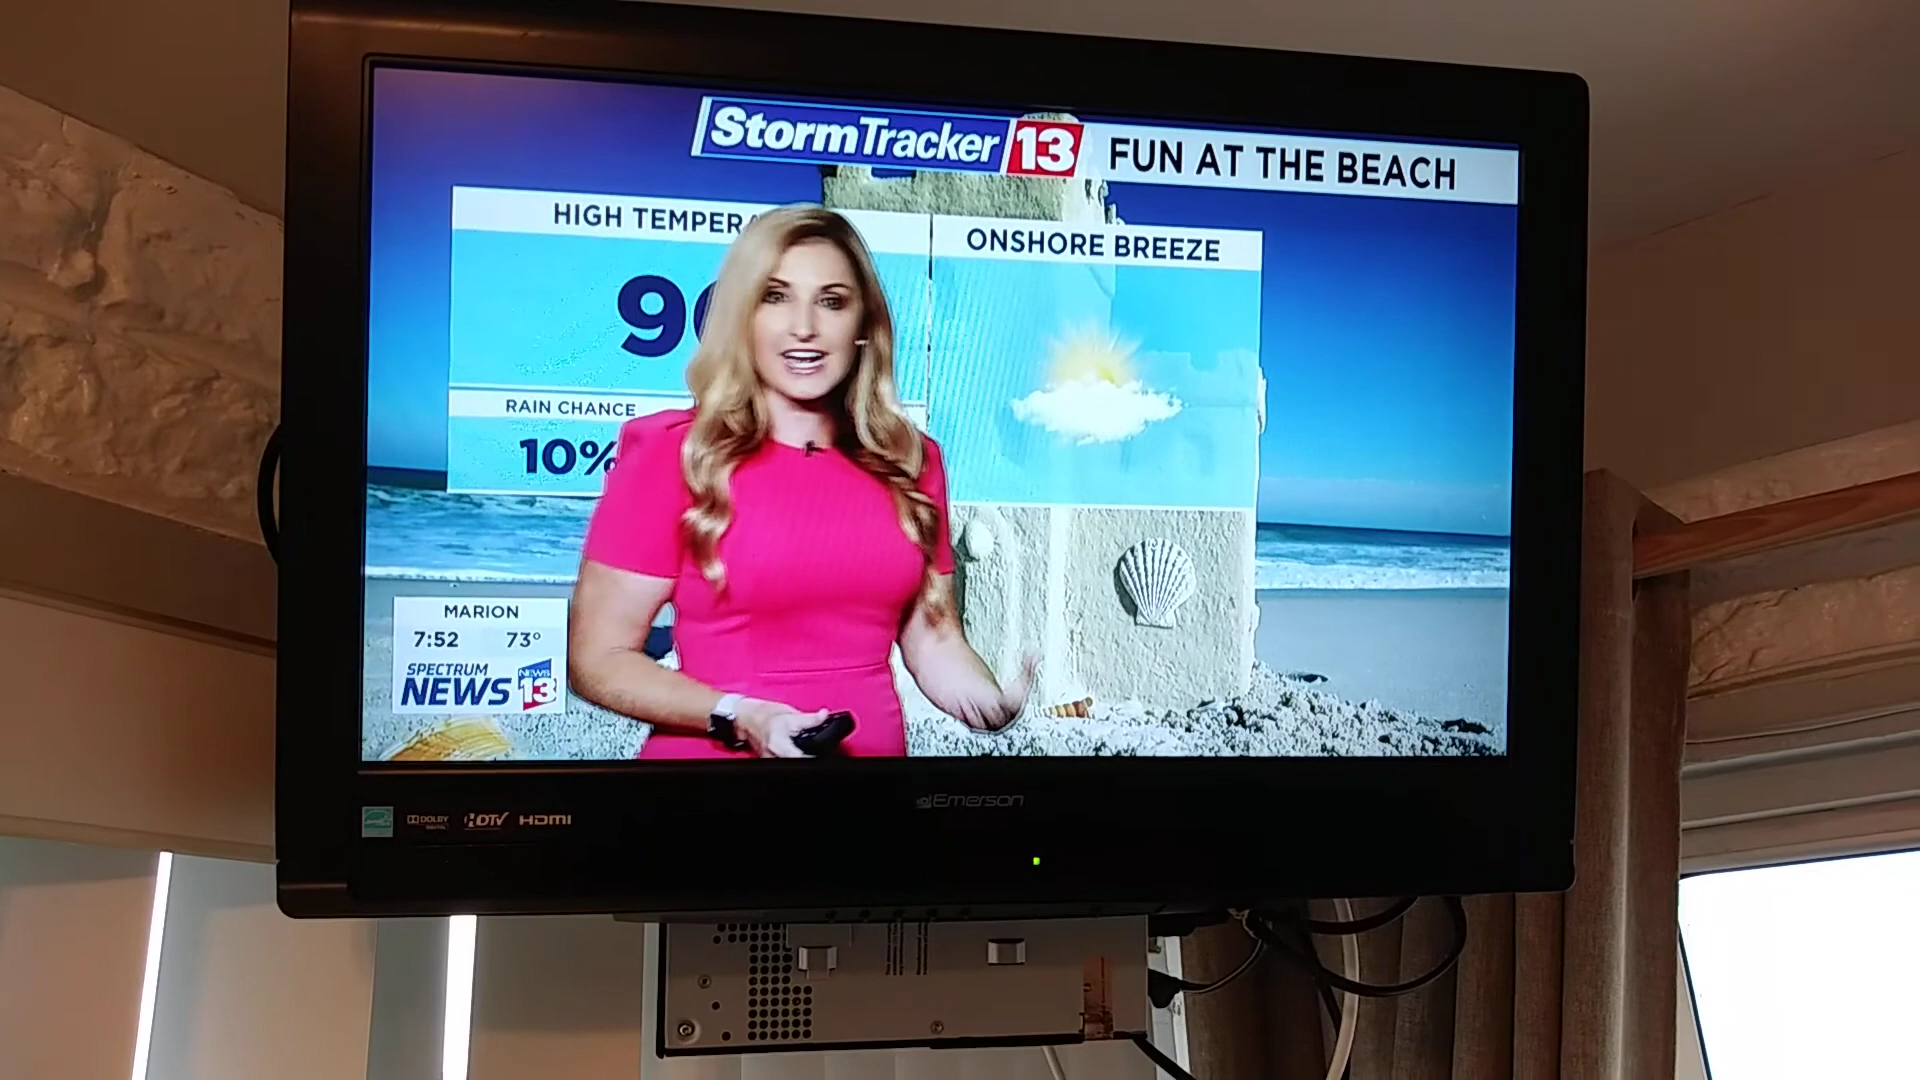 StormTracker 13 FUN AT THE BEACH
HIGH TEMPERA
ONSHORE BREEZE
RAIN CHANCE
10%
MARION
7:52 73°
SPECTRUM
NEWS NEWS 13
Emerson
DOLBY DIGITAL HDTV HDMI